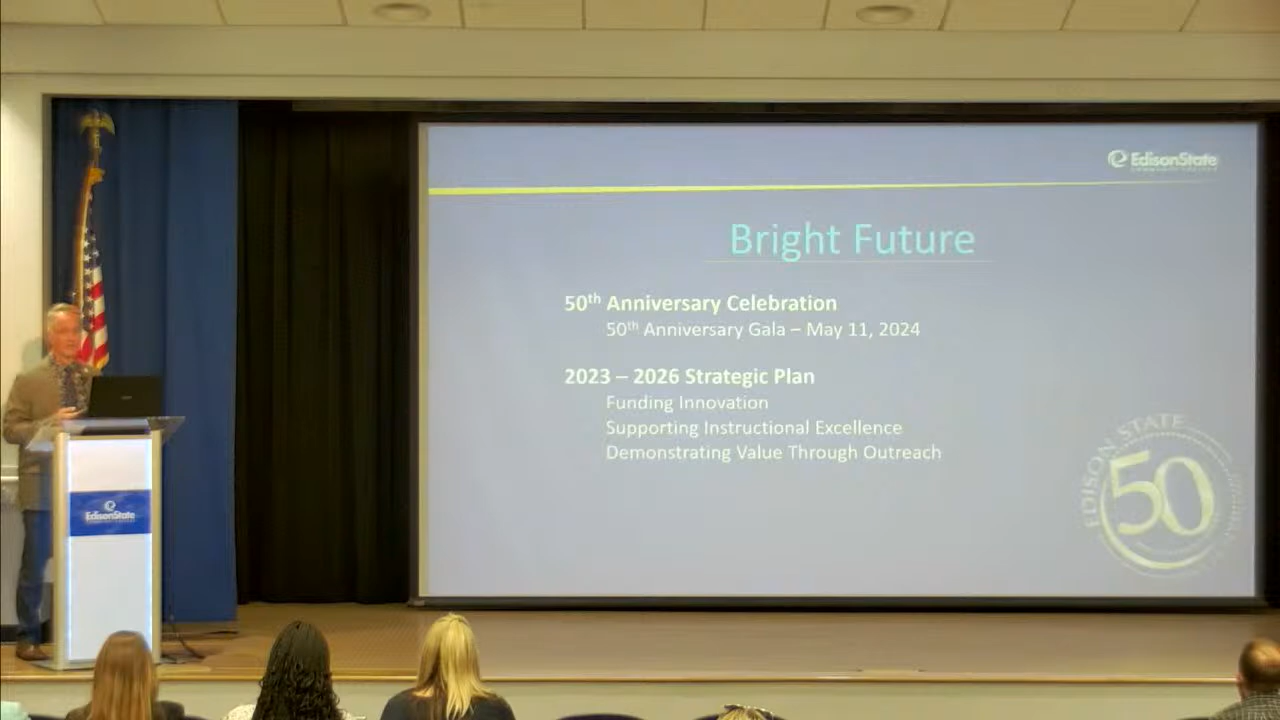 EdisonState
Bright Future
50th Anniversary Celebration
50th Anniversary Gala – May 11, 2024
2023 – 2026 Strategic Plan
Funding Innovation
Supporting Instructional Excellence
Demonstrating Value Through Outreach
EDISON STATE
50
EdisonState